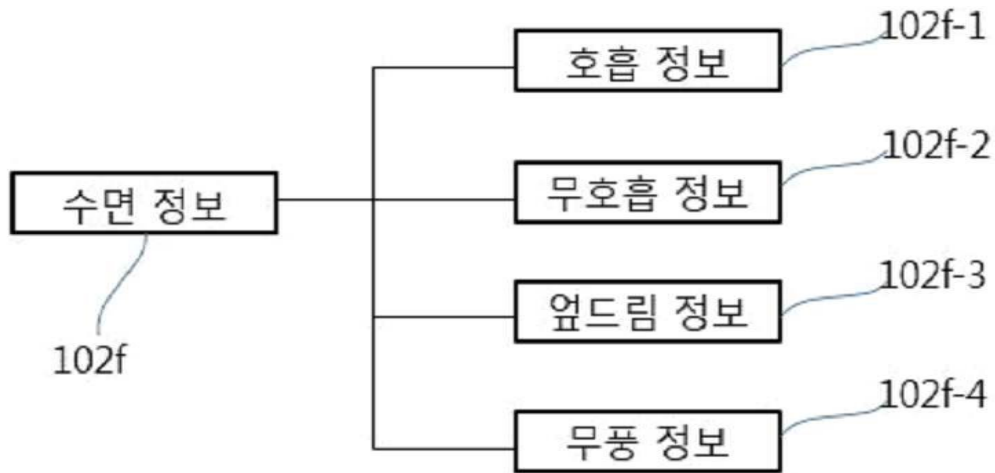 102f-1
호흡 정보
102f-2
수면 정보
무호흡 정보
102f-3
엎드림 정보
102f
102f-4
무풍 정보